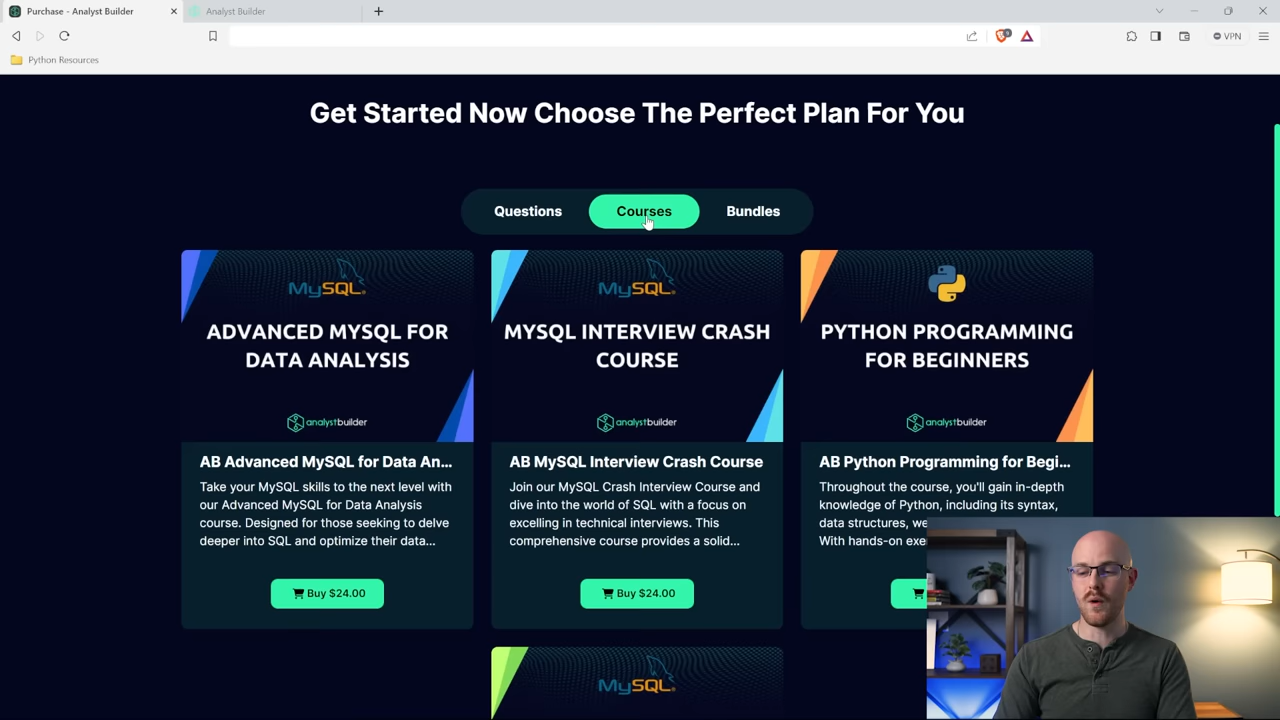 Purchase - Analyst Builder
Analyst Builder
VPN
Python Resources
Get Started Now Choose The Perfect Plan For You
Questions
Courses
Bundles
MySQL
ADVANCED MYSQL FOR
DATA ANALYSIS
analystbuilder
AB Advanced MySQL for Data An...
Take your MySQL skills to the next level with
our Advanced MySQL for Data Analysis
course. Designed for those seeking to delve
deeper into SQL and optimize their data...
Buy $24.00
MySQL
MYSQL INTERVIEW CRASH
COURSE
analystbuilder
AB MySQL Interview Crash Course
Join our MySQL Crash Interview Course and
dive into the world of SQL with a focus on
excelling in technical interviews. This
comprehensive course provides a solid...
Buy $24.00
PYTHON PROGRAMMING
FOR BEGINNERS
analystbuilder
AB Python Programming for Begi...
Throughout the course, you'll gain in-depth
knowledge of Python, including its syntax,
data structures, we
With hands-on exe
MySQL